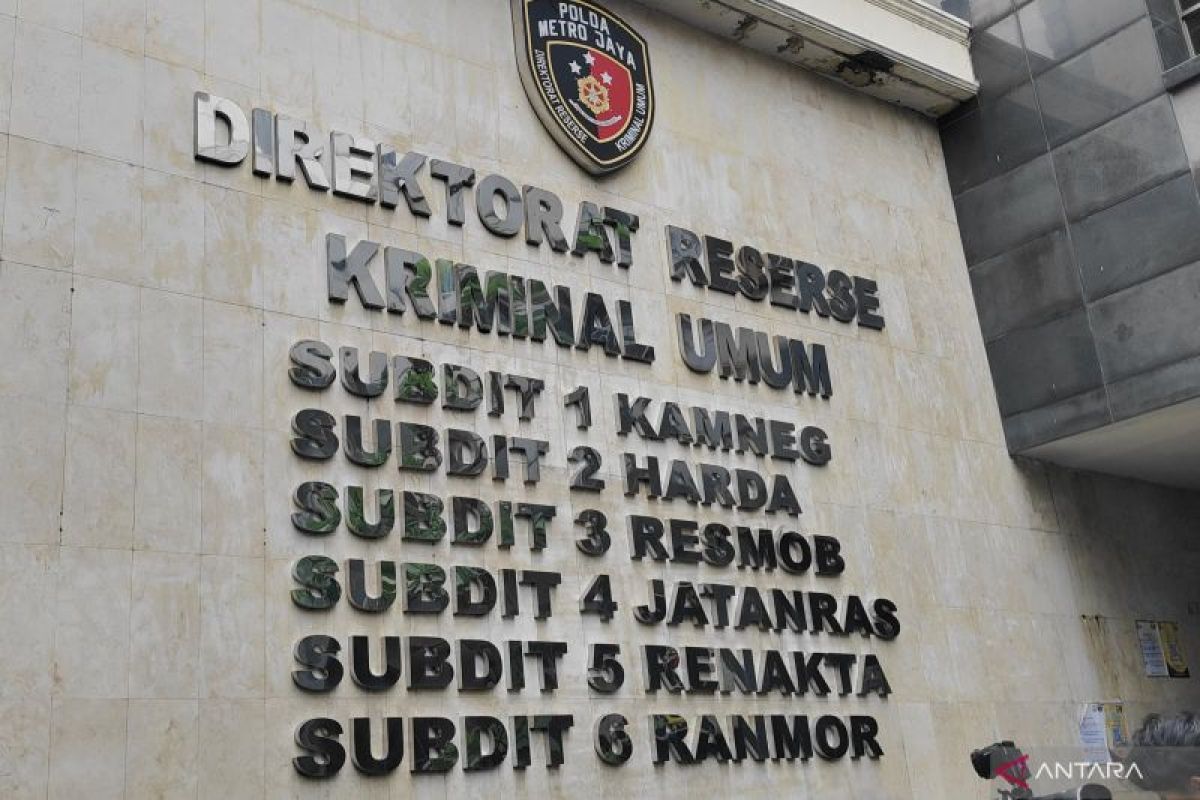 POLDA
METRO JAYA
DIREKTORAT RESERSE
KRIMINAL UMUM
DIREKTORAT RESERSE
KRIMINAL UMUM
SUBDIT 1 KAMNEG
SUBDIT 2 HARDA
SUBDIT 3 RESMOB
SUBDIT 4 JATANRAS
SUBDIT 5 RENAKTA
SUBDIT 6 RANMOR
ANTARA